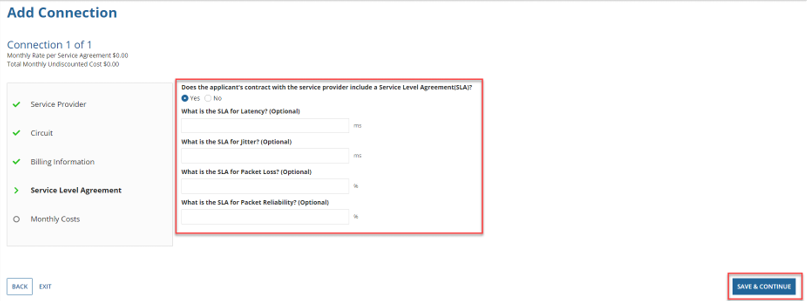 Add Connection
Connection 1 of 1
Monthly Rate per Service Agreement $0.00
Total Monthly Undiscounted Cost $0.00
Service Provider
Circuit
Billing Information
Service Level Agreement
Monthly Costs
Does the applicant's contract with the service provider include a Service Level Agreement(SLA)?
Yes No
What is the SLA for Latency? (Optional)
ms
What is the SLA for Jitter? (Optional)
ms
What is the SLA for Packet Loss? (Optional)
%
What is the SLA for Packet Reliability? (Optional)
%
BACK EXIT
SAVE & CONTINUE